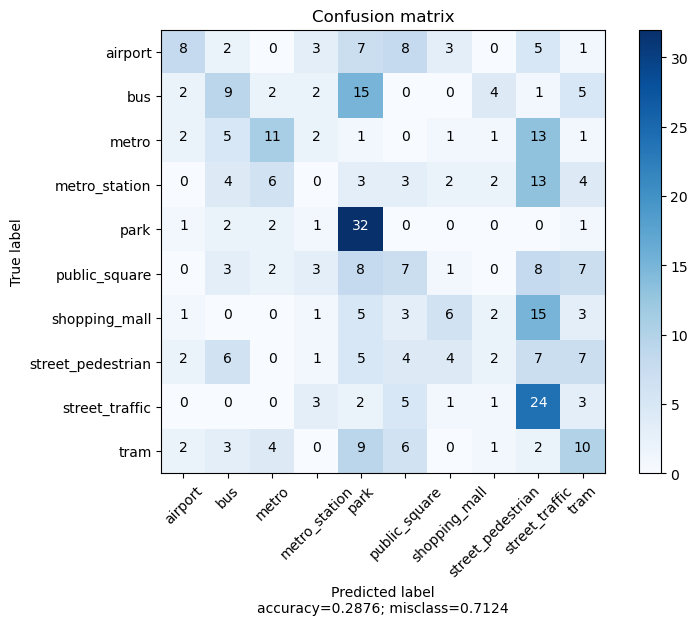 Confusion matrix
airport 8 2 0 3 7 8 3 0 5 1
bus 2 9 2 2 15 0 0 4 1 5
metro 2 5 11 2 1 0 1 1 13 1
metro_station 0 4 6 0 3 3 2 2 13 4
park 1 2 2 1 32 0 0 0 0 1
public_square 0 3 2 3 8 7 1 0 8 7
shopping_mall 1 0 0 1 5 3 6 2 15 3
street_pedestrian 2 6 0 1 5 4 4 2 7 7
street_traffic 0 0 0 3 2 5 1 1 24 3
tram 2 3 4 0 9 6 0 1 2 10
True label
airport bus metro metro_station park public_square shopping_mall street_pedestrian street_traffic tram
Predicted label
accuracy=0.2876; misclass=0.7124
30
25
20
15
10
5
0